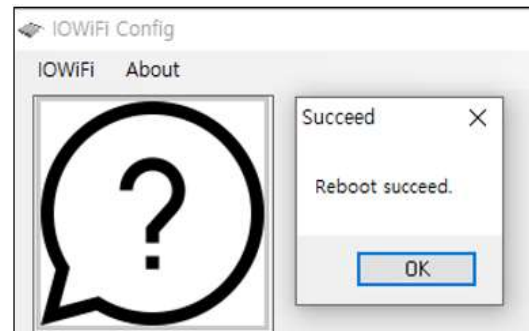 IOWiFi Config
IOWiFi About
Succeed
Reboot succeed.
OK